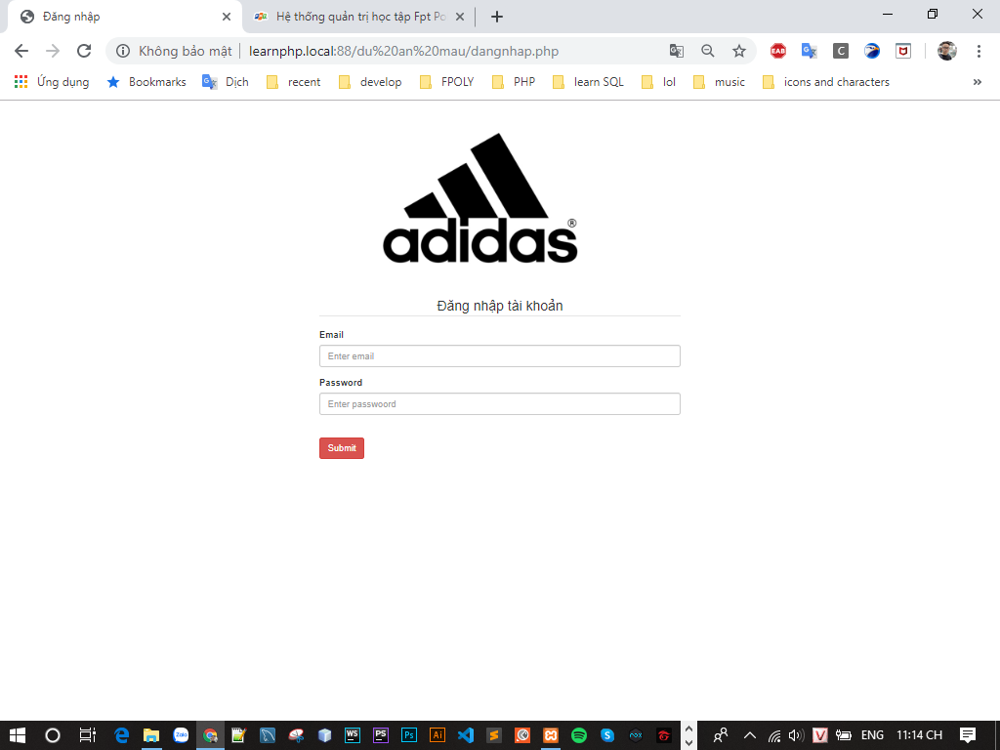 Đăng nhập
Hệ thống quản trị học tập Fpt Po
Không bảo mật learnphp.local:88/du%20an%20mau/dangnhap.php
Ứng dụng Bookmarks Dịch recent develop FPOLY PHP learn SQL lol music icons and characters »
adidas®
Đăng nhập tài khoản
Email
Enter email
Password
Enter passwoord
Submit
ENG 11:14 CH